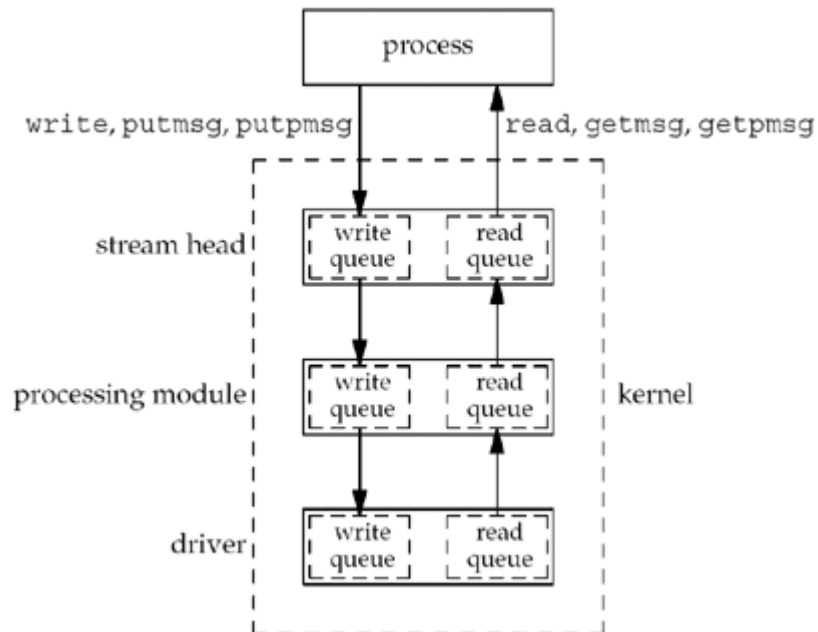 process
write, putmsg, putpmsg
read, getmsg, getpmsg
stream head
write
queue
read
queue
processing module
write
queue
read
queue
kernel
driver
write
queue
read
queue